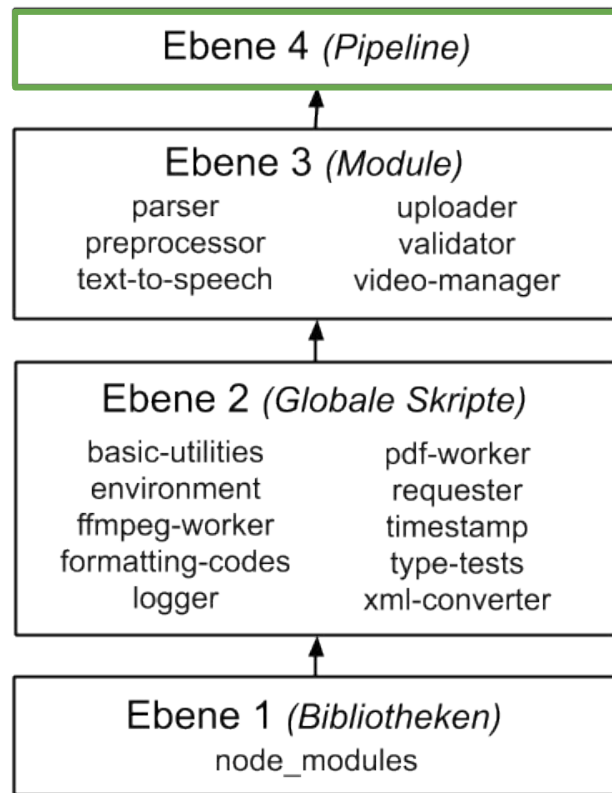 Ebene 4 (Pipeline)
Ebene 3 (Module)
parser
preprocessor
text-to-speech
uploader
validator
video-manager
Ebene 2 (Globale Skripte)
basic-utilities
environment
ffmpeg-worker
formatting-codes
logger
pdf-worker
requester
timestamp
type-tests
xml-converter
Ebene 1 (Bibliotheken)
node_modules